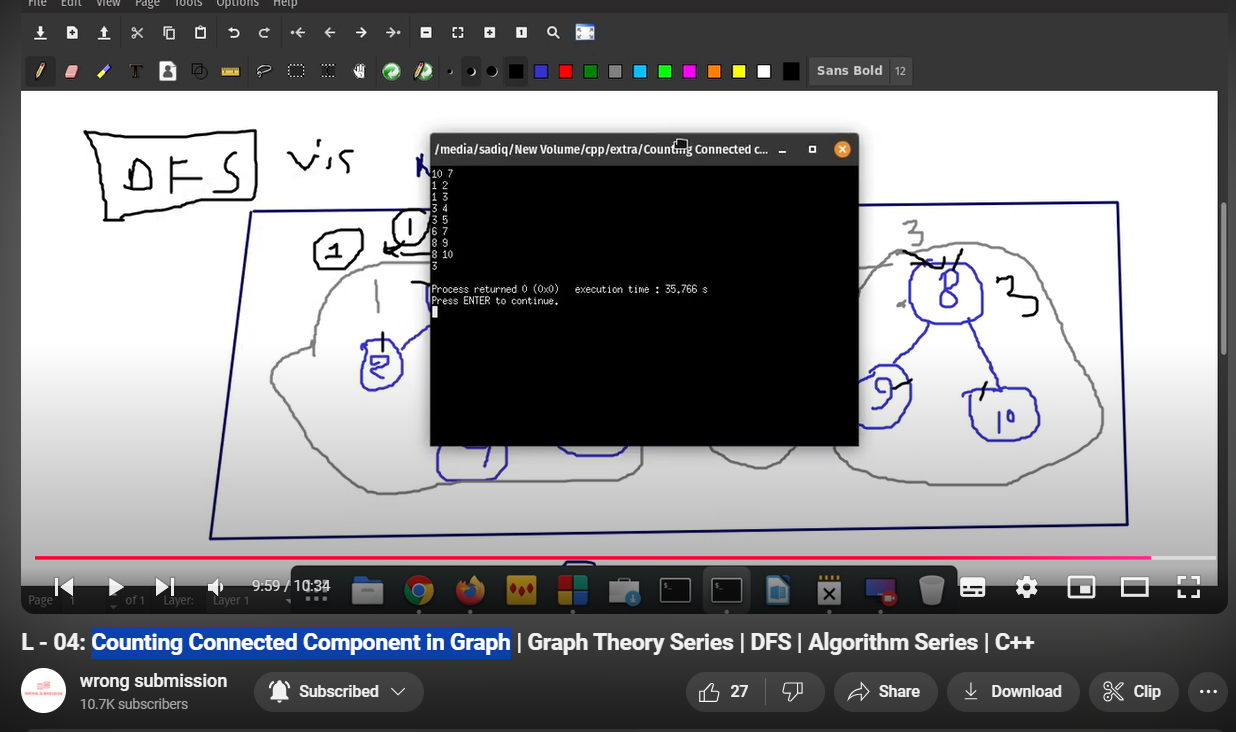 File Edit View Page Tools Options Help
Sans Bold 12
DFS vis
/media/sadiq/New Volume/cpp/extra/Counting Connected c...
10 7
1 2
1 3
3 4
3 5
6 7
8 9
8 10
3
Process returned 0 (0x0) execution time : 35.766 s
Press ENTER to continue.
1 1
1
2
3
8 3
9
10
9:59 / 10:34
Page 1 of 1 Layer: Layer 1
L - 04: Counting Connected Component in Graph | Graph Theory Series | DFS | Algorithm Series | C++
wrong submission
10.7K subscribers
Subscribed
27
Share
Download
Clip